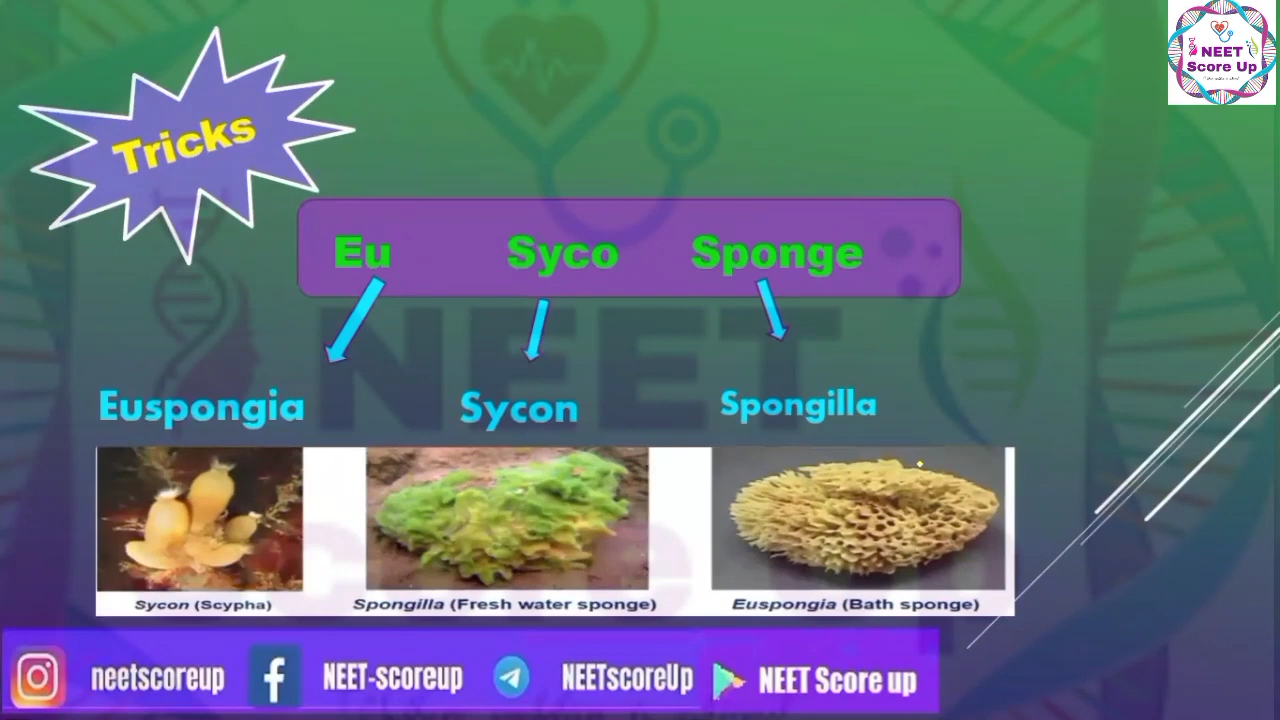 NEET
Score Up
Tricks
Eu Syco Sponge
NEET
Euspongia Sycon Spongilla
Sycon (Scypha) Spongilla (Fresh water sponge) Euspongia (Bath sponge)
neetscoreup NEET-scoreup NEETscoreUp NEET Score up